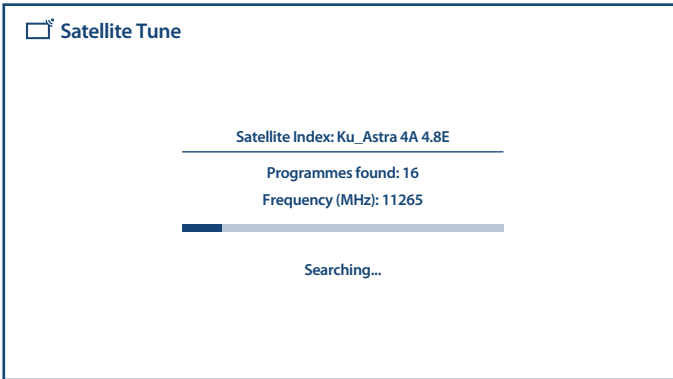 Satellite Tune
Satellite Index: Ku_Astra 4A 4.8E
Programmes found: 16
Frequency (MHz): 11265
Searching...